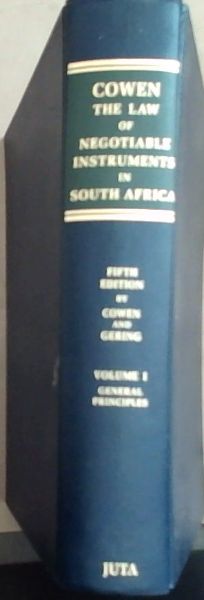 COWEN
THE LAW
OF
NEGOTIABLE
INSTRUMENTS
IN
SOUTH AFRICA
FIFTH
EDITION
BY
COWEN
AND
GERING
VOLUME I
GENERAL
PRINCIPLES
JUTA